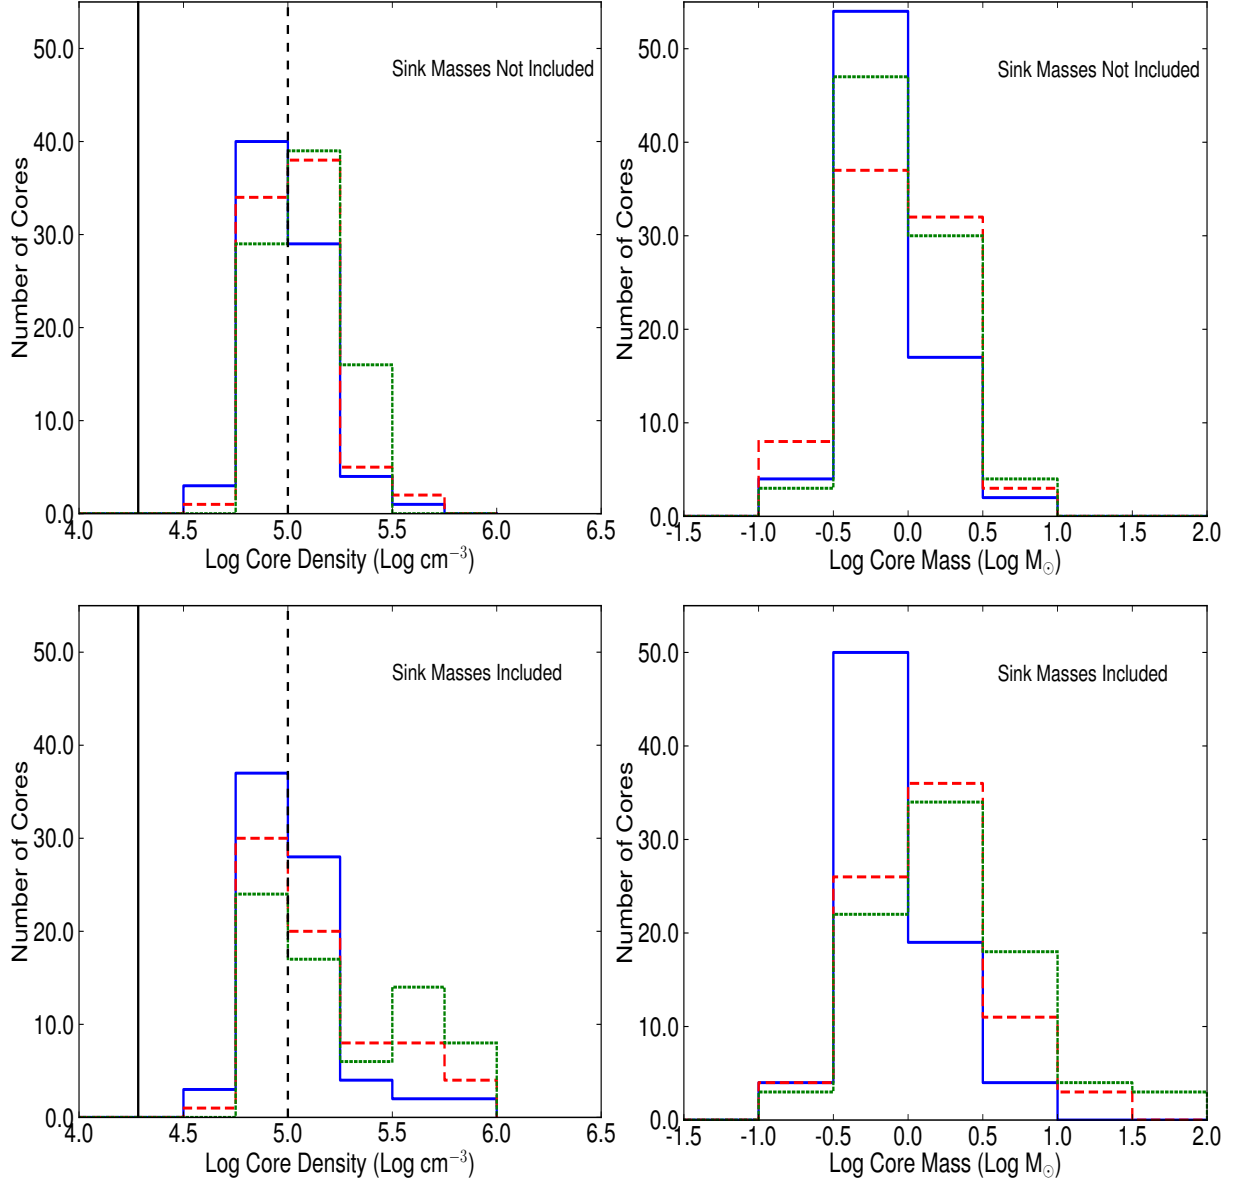 Number of Cores
50.0
40.0
30.0
20.0
10.0
0.0
Sink Masses Not Included
4.0 4.5 5.0 5.5 6.0 6.5
Log Core Density (Log cm⁻³)
Number of Cores
50.0
40.0
30.0
20.0
10.0
0.0
Sink Masses Not Included
-1.5 -1.0 -0.5 0.0 0.5 1.0 1.5 2.0
Log Core Mass (Log M☉)
Number of Cores
50.0
40.0
30.0
20.0
10.0
0.0
Sink Masses Included
4.0 4.5 5.0 5.5 6.0 6.5
Log Core Density (Log cm⁻³)
Number of Cores
50.0
40.0
30.0
20.0
10.0
0.0
Sink Masses Included
-1.5 -1.0 -0.5 0.0 0.5 1.0 1.5 2.0
Log Core Mass (Log M☉)